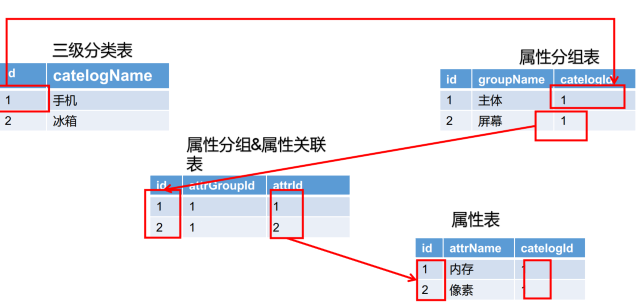 三级分类表
id catelogName
1 手机
2 冰箱
属性分组表
id groupName catelogId
1 主体 1
2 屏幕 1
属性分组&属性关联
表
id attrGroupId attrId
1 1 1
2 1 2
属性表
id attrName catelogId
1 内存 1
2 像素 1